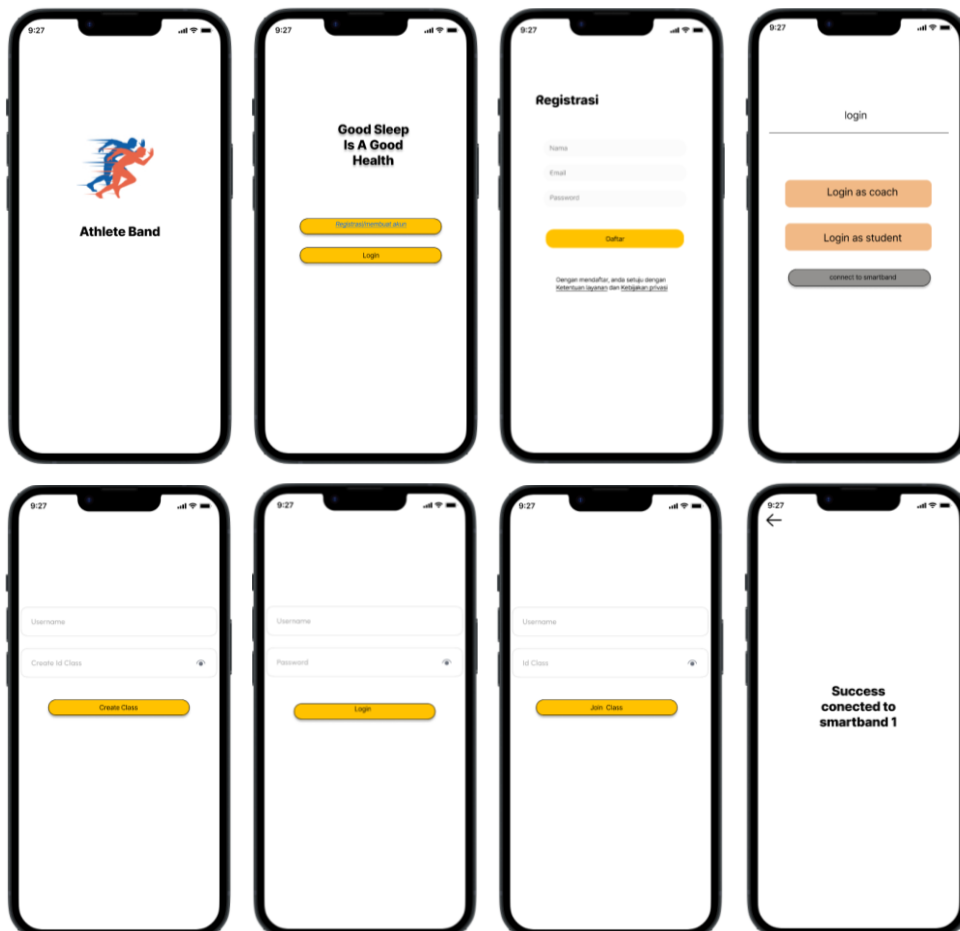 9:27
Athlete Band
9:27
Good Sleep
Is A Good
Health
Registrasi/membuat akun
Login
9:27
Registrasi
Name
Email
Password
Daftar
Dengan mendaftar, anda setuju dengan
Ketentuan layanan dan Kebijakan privasi
9:27
login
Login as coach
Login as student
connect to smartband
9:27
Username
Create Id Class
Create Class
9:27
Username
Password
Login
9:27
Username
Id Class
Join Class
9:27
Success
conected to
smartband 1